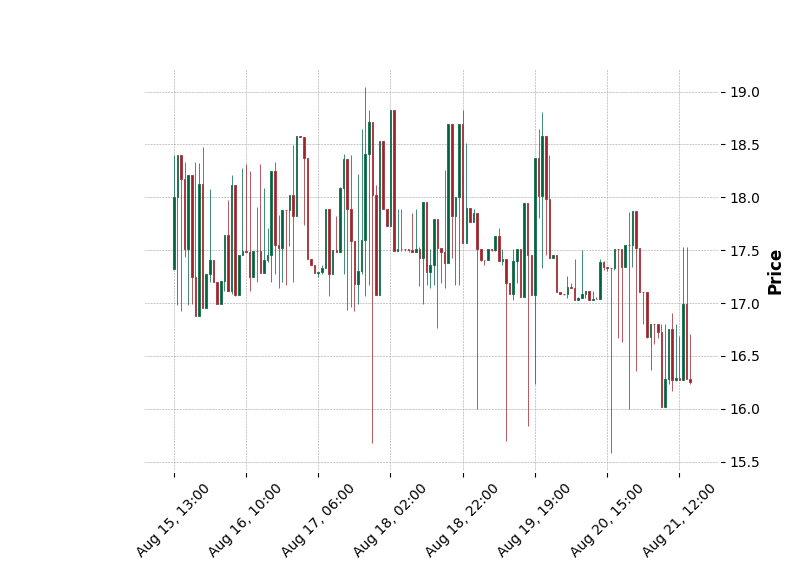 19.0
18.5
18.0
17.5
17.0
16.5
16.0
15.5
Price
Aug 15, 13:00
Aug 16, 10:00
Aug 17, 06:00
Aug 18, 02:00
Aug 18, 22:00
Aug 19, 19:00
Aug 20, 15:00
Aug 21, 12:00